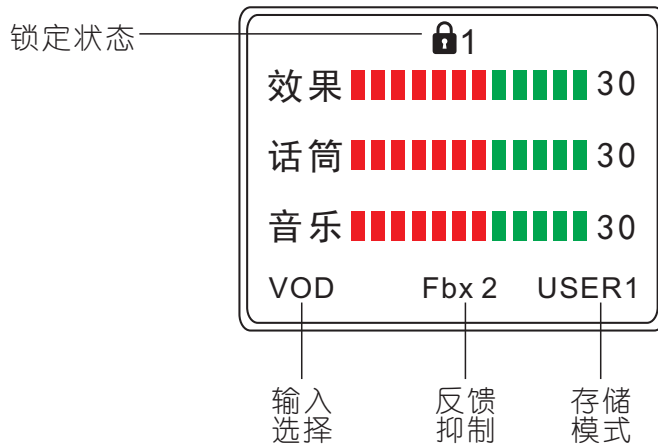 锁定状态
1
效果 30
话筒 30
音乐 30
VOD Fbx 2 USER1
输入 反馈 存储
选择 抑制 模式